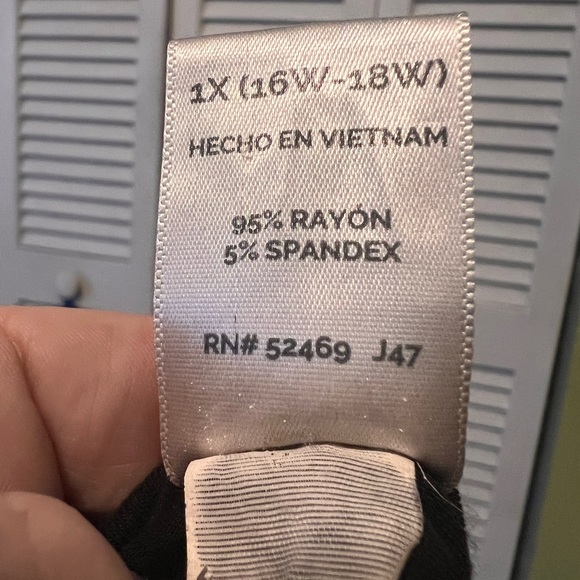 1X (16W-18W)
HECHO EN VIETNAM
95% RAYÓN
5% SPANDEX
RN# 52469 J47